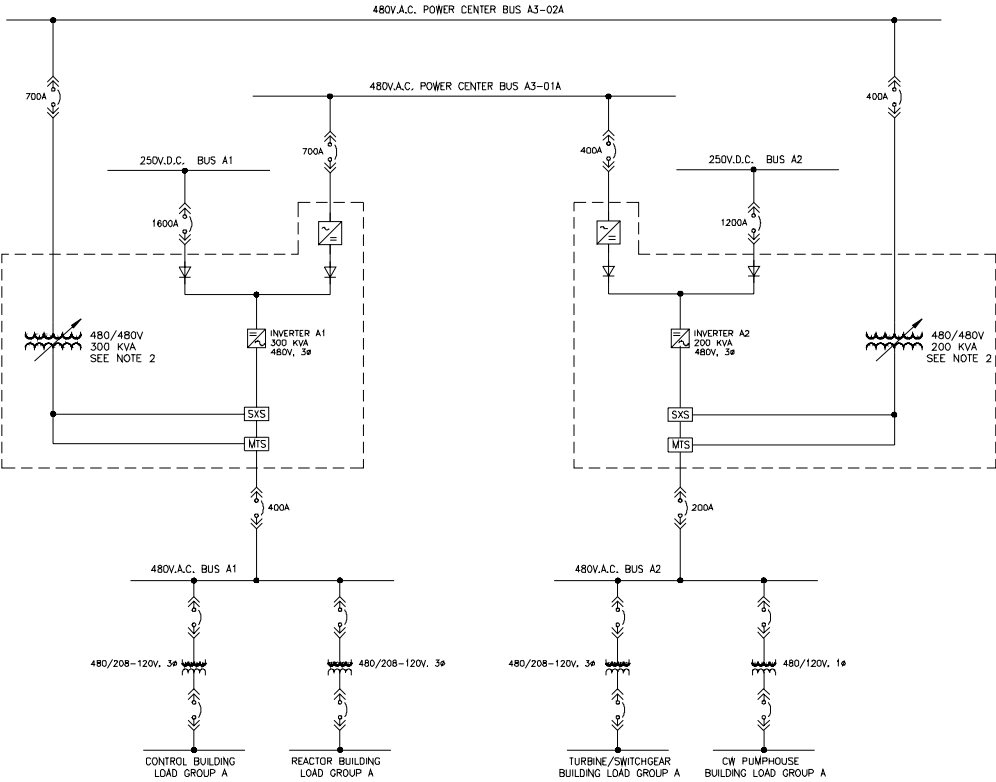 480V.A.C. POWER CENTER BUS A3-02A
700A
480V.A.C. POWER CENTER BUS A3-01A
400A
700A
400A
250V.D.C. BUS A1
250V.D.C. BUS A2
1600A
1200A
480/480V
300 KVA
SEE NOTE 2
INVERTER A1
300 KVA
480V, 3ø
INVERTER A2
200 KVA
480V, 3ø
480/480V
200 KVA
SEE NOTE 2
SXS
MTS
SXS
MTS
400A
200A
480V.A.C. BUS A1
480V.A.C. BUS A2
480/208-120V, 3ø
480/208-120V, 3ø
480/208-120V, 3ø
480/120V, 1ø
CONTROL BUILDING
LOAD GROUP A
REACTOR BUILDING
LOAD GROUP A
TURBINE/SWITCHGEAR
BUILDING LOAD GROUP A
CW PUMPHOUSE
BUILDING LOAD GROUP A